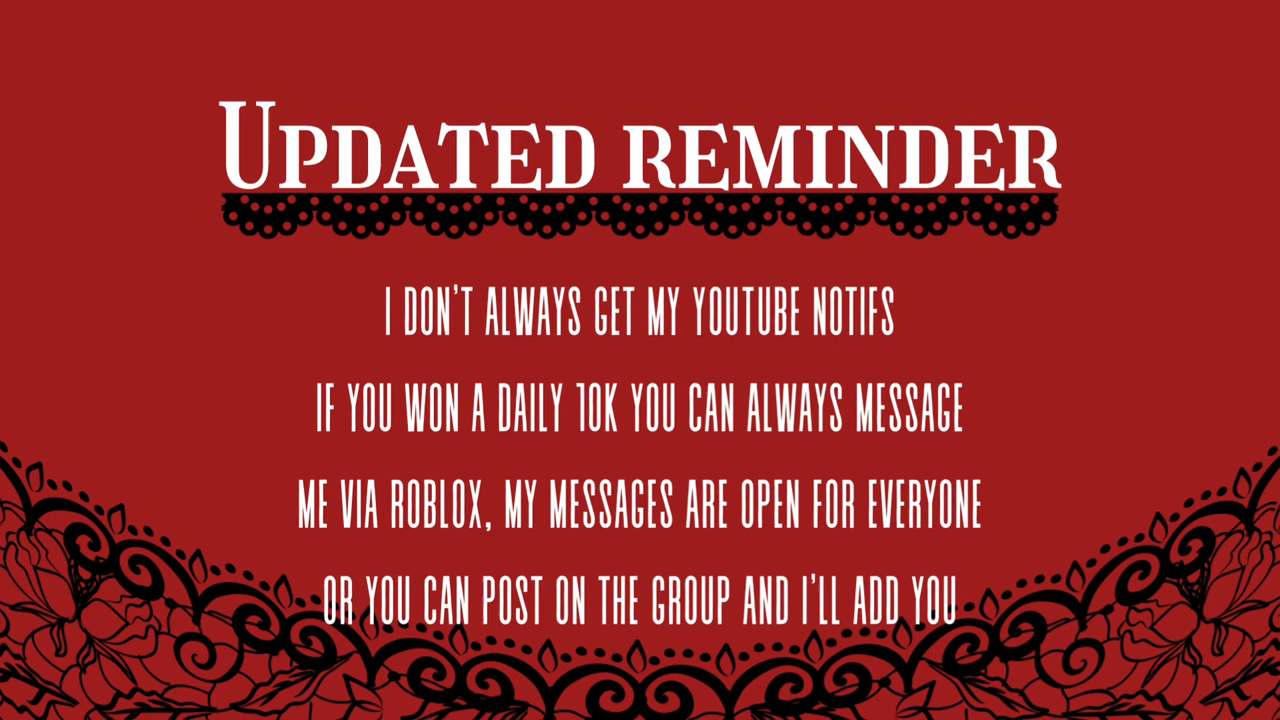 UPDATED REMINDER
I DON'T ALWAYS GET MY YOUTUBE NOTIFS
IF YOU WON A DAILY 10K YOU CAN ALWAYS MESSAGE
ME VIA ROBLOX, MY MESSAGES ARE OPEN FOR EVERYONE
OR YOU CAN POST ON THE GROUP AND I'LL ADD YOU